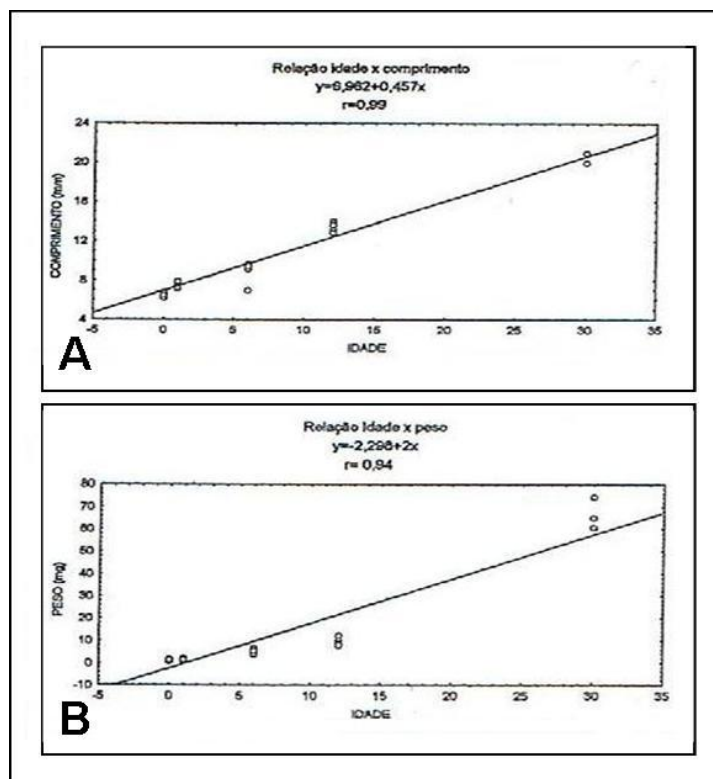 Relação idade x comprimento
y=6,962+0,457x
r=0,99
24
20
16
12
8
4
COMPRIMENTO (mm)
-5 0 5 10 15 20 25 30 35
IDADE
A
Relação Idade x peso
y=-2,298+2x
r= 0,94
80
70
60
50
40
30
20
10
0
-10
PESO (mg)
-5 0 5 10 15 20 25 30 35
IDADE
B